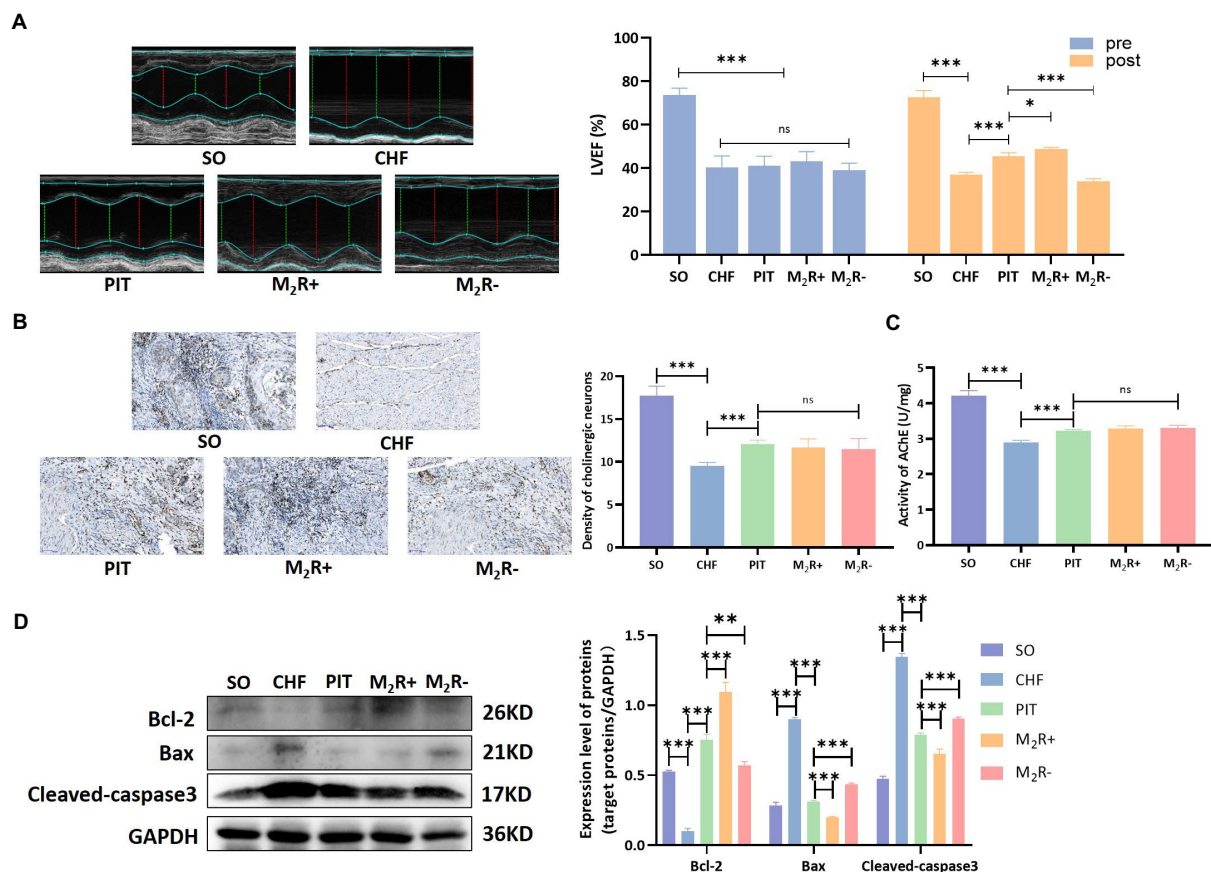 A
SO
CHF
PIT
M₂R+
M₂R-
LVEF (%)
100
80
60
40
20
0
***
ns
***
***
***
*
pre
post
SO CHF PIT M₂R+ M₂R- SO CHF PIT M₂R+ M₂R-
B
SO
CHF
PIT
M₂R+
M₂R-
Density of cholinergic neurons
20
15
10
5
0
***
***
ns
SO CHF PIT M₂R+ M₂R-
C
Activity of AChE (U/mg)
5
4
3
2
1
0
***
***
ns
SO CHF PIT M₂R+ M₂R-
D
SO CHF PIT M₂R+ M₂R-
Bcl-2 26KD
Bax 21KD
Cleaved-caspase3 17KD
GAPDH 36KD
Expression level of proteins
(target proteins/GAPDH)
1.5
1.0
0.5
0.0
***
***
***
**
***
***
***
***
***
***
***
***
Bcl-2 Bax Cleaved-caspase3
SO
CHF
PIT
M₂R+
M₂R-